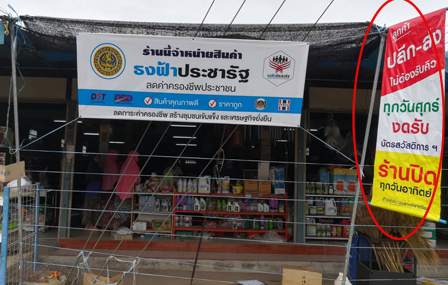 ร้านนี้จำหน่ายสินค้า
ธงฟ้าประชารัฐ
ลดค่าครองชีพประชาชน
สินค้าคุณภาพดี
ราคาถูก
ลดภาระค่าครองชีพ สร้างชุมชนเข้มแข็ง และเศรษฐกิจยั่งยืน
ลูกค้า
ปลีก-ส่ง
ไม่ต้องรับคิว
ทุกวันศุกร์
งดรับ
บัตรสวัสดิการ ฯ
ร้านปิด
ทุกวันอาทิตย์